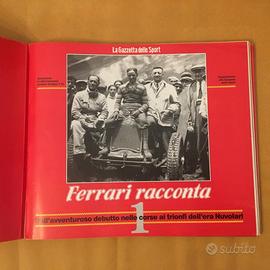 La Gazzetta dello Sport
Ferrari racconta
1
dall'avventuroso debutto nelle corse ai trionfi dell'era Nuvolari
subito